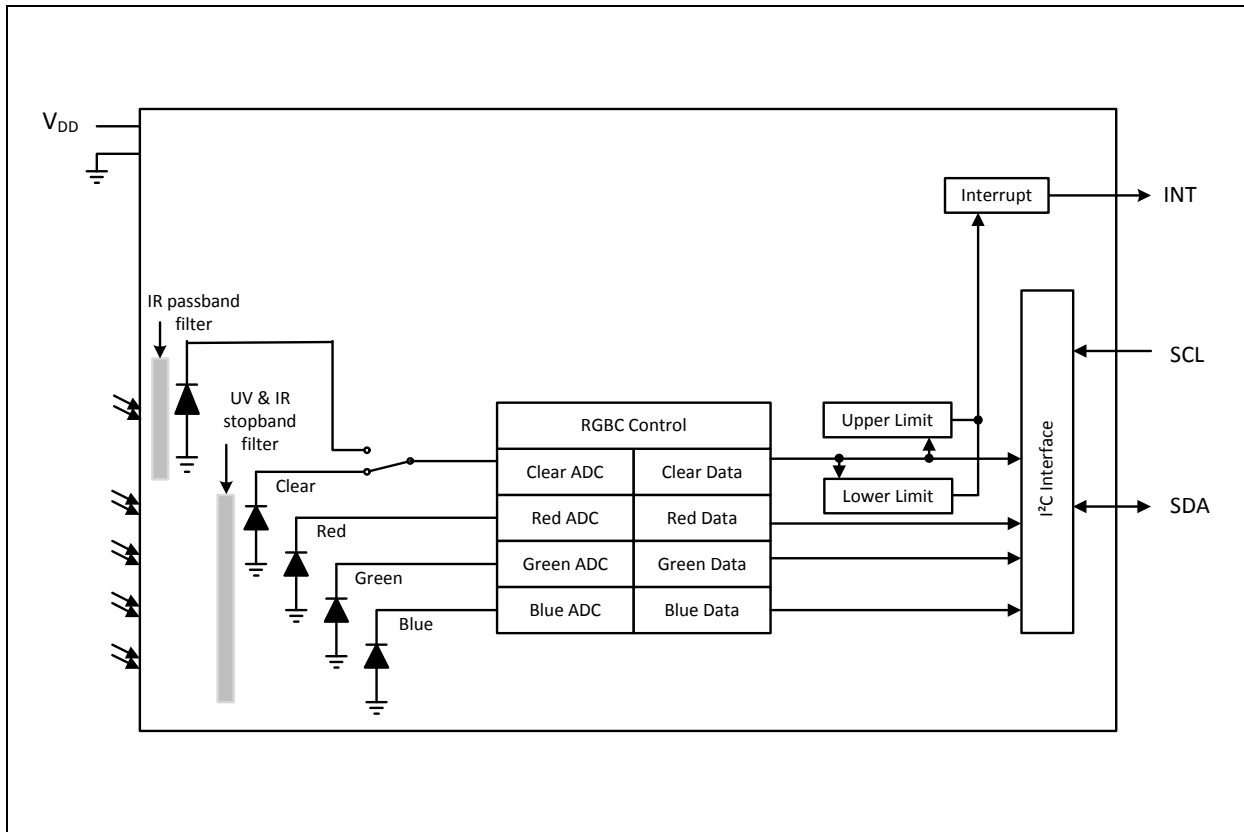 V_DD
Interrupt
INT
IR passband
filter
SCL
UV & IR
stopband
filter
RGBC Control
Upper Limit
Clear
Clear ADC
Clear Data
Lower Limit
I²C Interface
SDA
Red
Red ADC
Red Data
Green
Green ADC
Green Data
Blue
Blue ADC
Blue Data